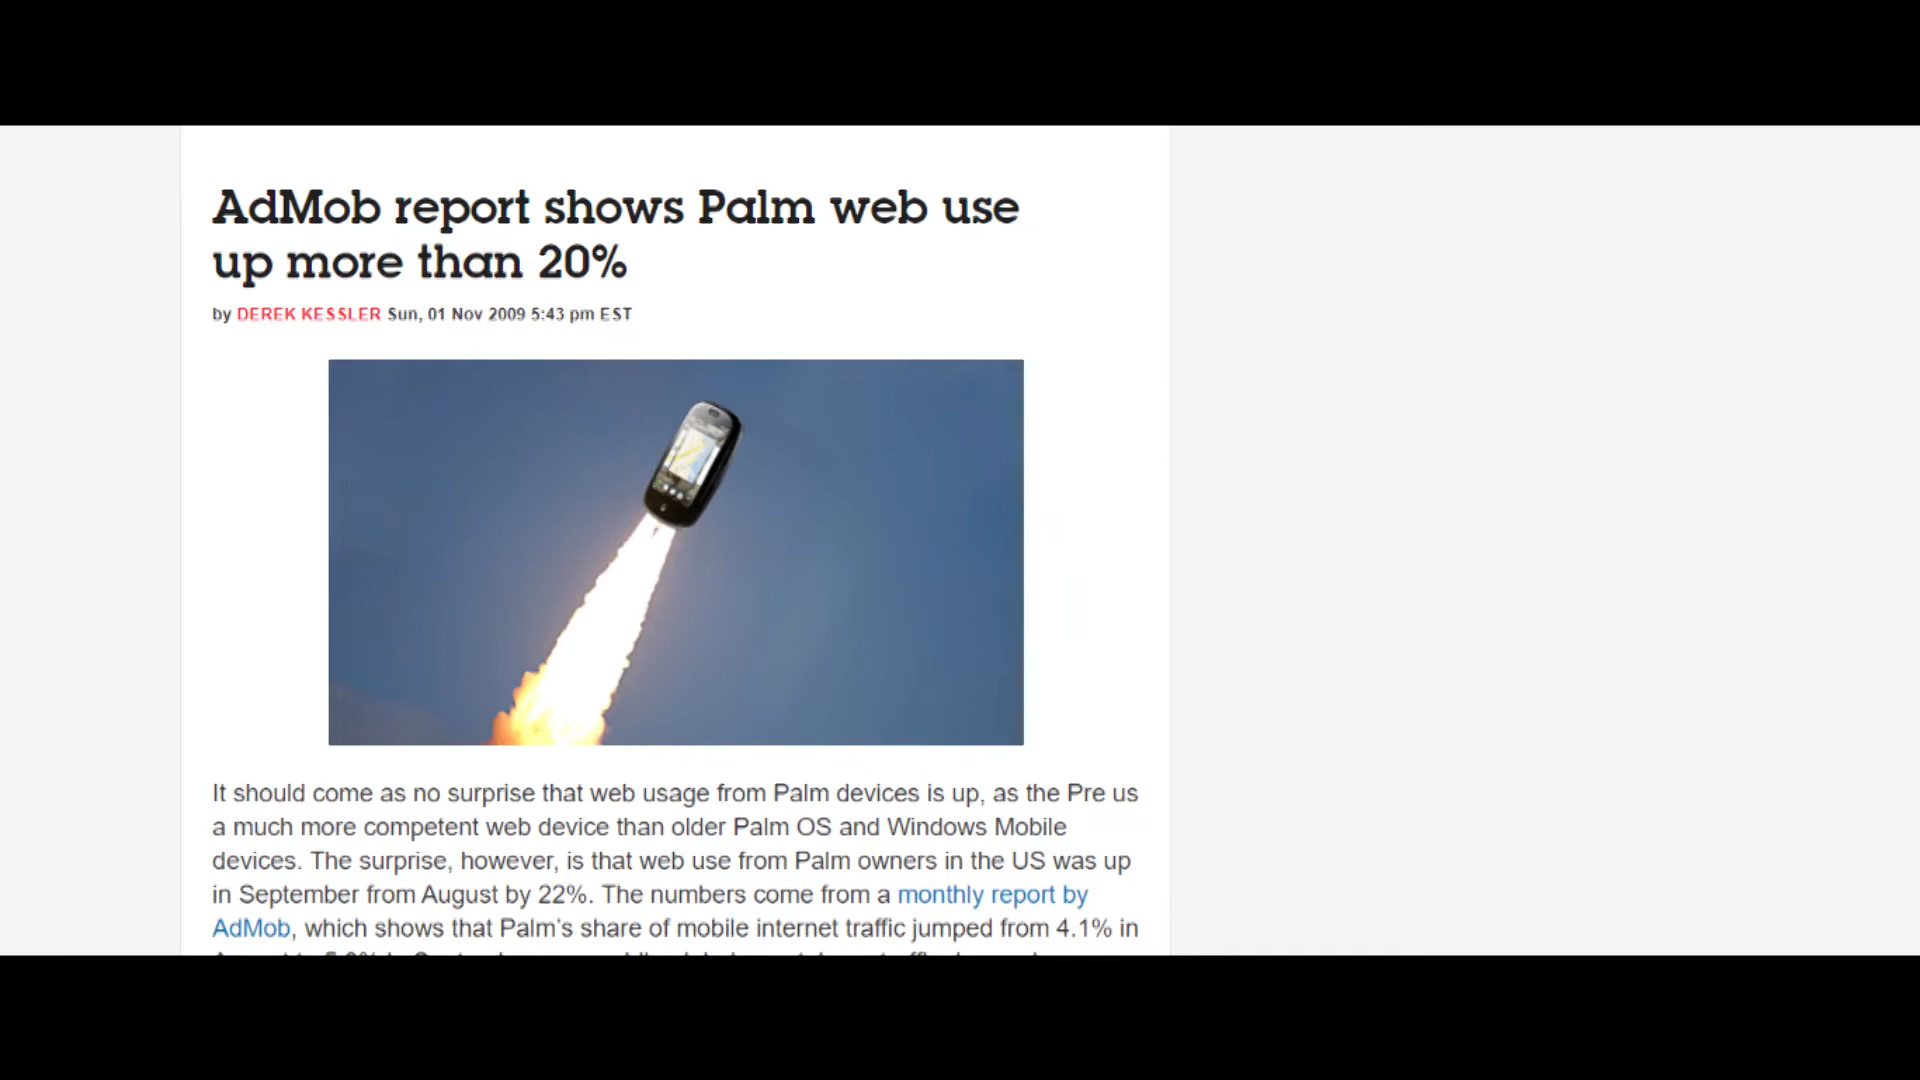 AdMob report shows Palm web use
up more than 20%
by DEREK KESSLER Sun, 01 Nov 2009 5:43 pm EST
It should come as no surprise that web usage from Palm devices is up, as the Pre us
a much more competent web device than older Palm OS and Windows Mobile
devices. The surprise, however, is that web use from Palm owners in the US was up
in September from August by 22%. The numbers come from a monthly report by
AdMob, which shows that Palm’s share of mobile internet traffic jumped from 4.1% in